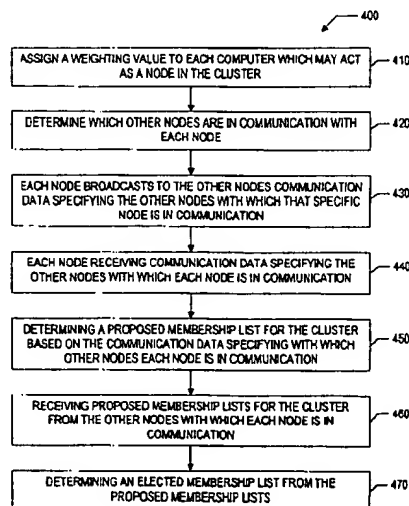 400
ASSIGN A WEIGHTING VALUE TO EACH COMPUTER WHICH MAY ACT
AS A NODE IN THE CLUSTER
410
DETERMINE WHICH OTHER NODES ARE IN COMMUNICATION WITH
EACH NODE
420
EACH NODE BROADCASTS TO THE OTHER NODES COMMUNICATION
DATA SPECIFYING THE OTHER NODES WITH WHICH THAT SPECIFIC
NODE IS IN COMMUNICATION
430
EACH NODE RECEIVING COMMUNICATION DATA SPECIFYING THE
OTHER NODES WITH WHICH EACH NODE IS IN COMMUNICATION
440
DETERMINING A PROPOSED MEMBERSHIP LIST FOR THE CLUSTER
BASED ON THE COMMUNICATION DATA SPECIFYING WITH WHICH
OTHER NODES EACH NODE IS IN COMMUNICATION
450
RECEIVING PROPOSED MEMBERSHIP LISTS FOR THE CLUSTER
FROM THE OTHER NODES WITH WHICH EACH NODE IS IN
COMMUNICATION
460
DETERMINING AN ELECTED MEMBERSHIP LIST FROM THE
PROPOSED MEMBERSHIP LISTS
470